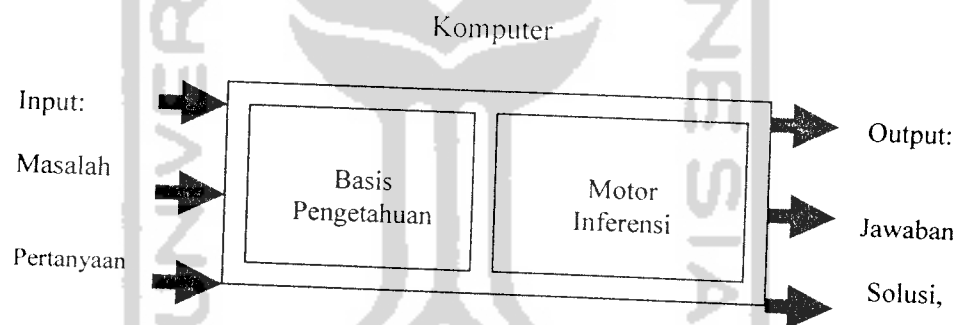 Komputer
Input:
Masalah
Pertanyaan
Basis
Pengetahuan
Motor
Inferensi
Output:
Jawaban
Solusi,